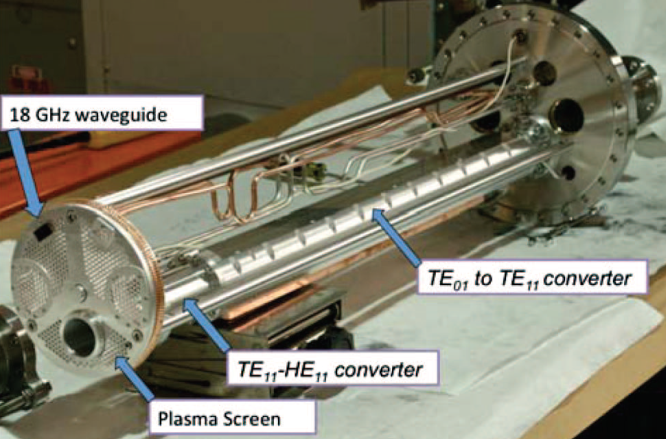 18 GHz waveguide
TE₀₁ to TE₁₁ converter
TE₁₁-HE₁₁ converter
Plasma Screen